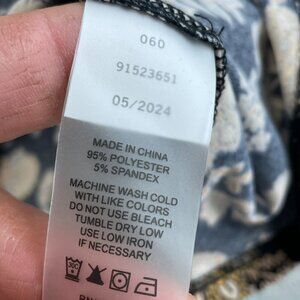 060
91523651
05/2024
MADE IN CHINA
95% POLYESTER
5% SPANDEX
MACHINE WASH COLD
WITH LIKE COLORS
DO NOT USE BLEACH
TUMBLE DRY LOW
USE LOW IRON
IF NECESSARY